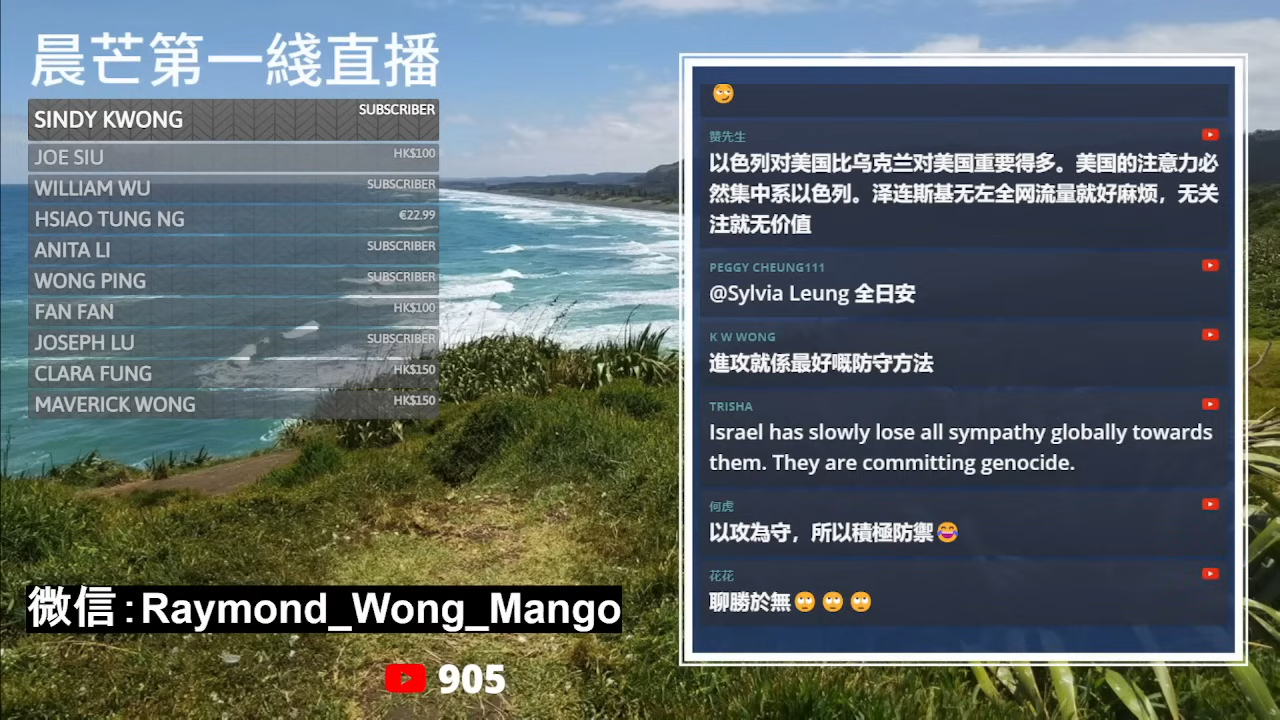 晨芒第一綫直播
SINDY KWONG SUBSCRIBER
JOE SIU HK$100
WILLIAM WU SUBSCRIBER
HSIAO TUNG NG €22.99
ANITA LI SUBSCRIBER
WONG PING SUBSCRIBER
FAN FAN HK$100
JOSEPH LU SUBSCRIBER
CLARA FUNG HK$150
MAVERICK WONG HK$150
微信:Raymond_Wong_Mango
905
🙄
赞先生
以色列对美国比乌克兰对美国重要得多。美国的注意力必
然集中系以色列。泽连斯基无左全网流量就好麻烦，无关
注就无价值
PEGGY CHEUNG111
@Sylvia Leung 全日安
K W WONG
進攻就係最好嘅防守方法
TRISHA
Israel has slowly lose all sympathy globally towards
them. They are committing genocide.
何虎
以攻為守，所以積極防禦😂
花花
聊勝於無🙄🙄🙄